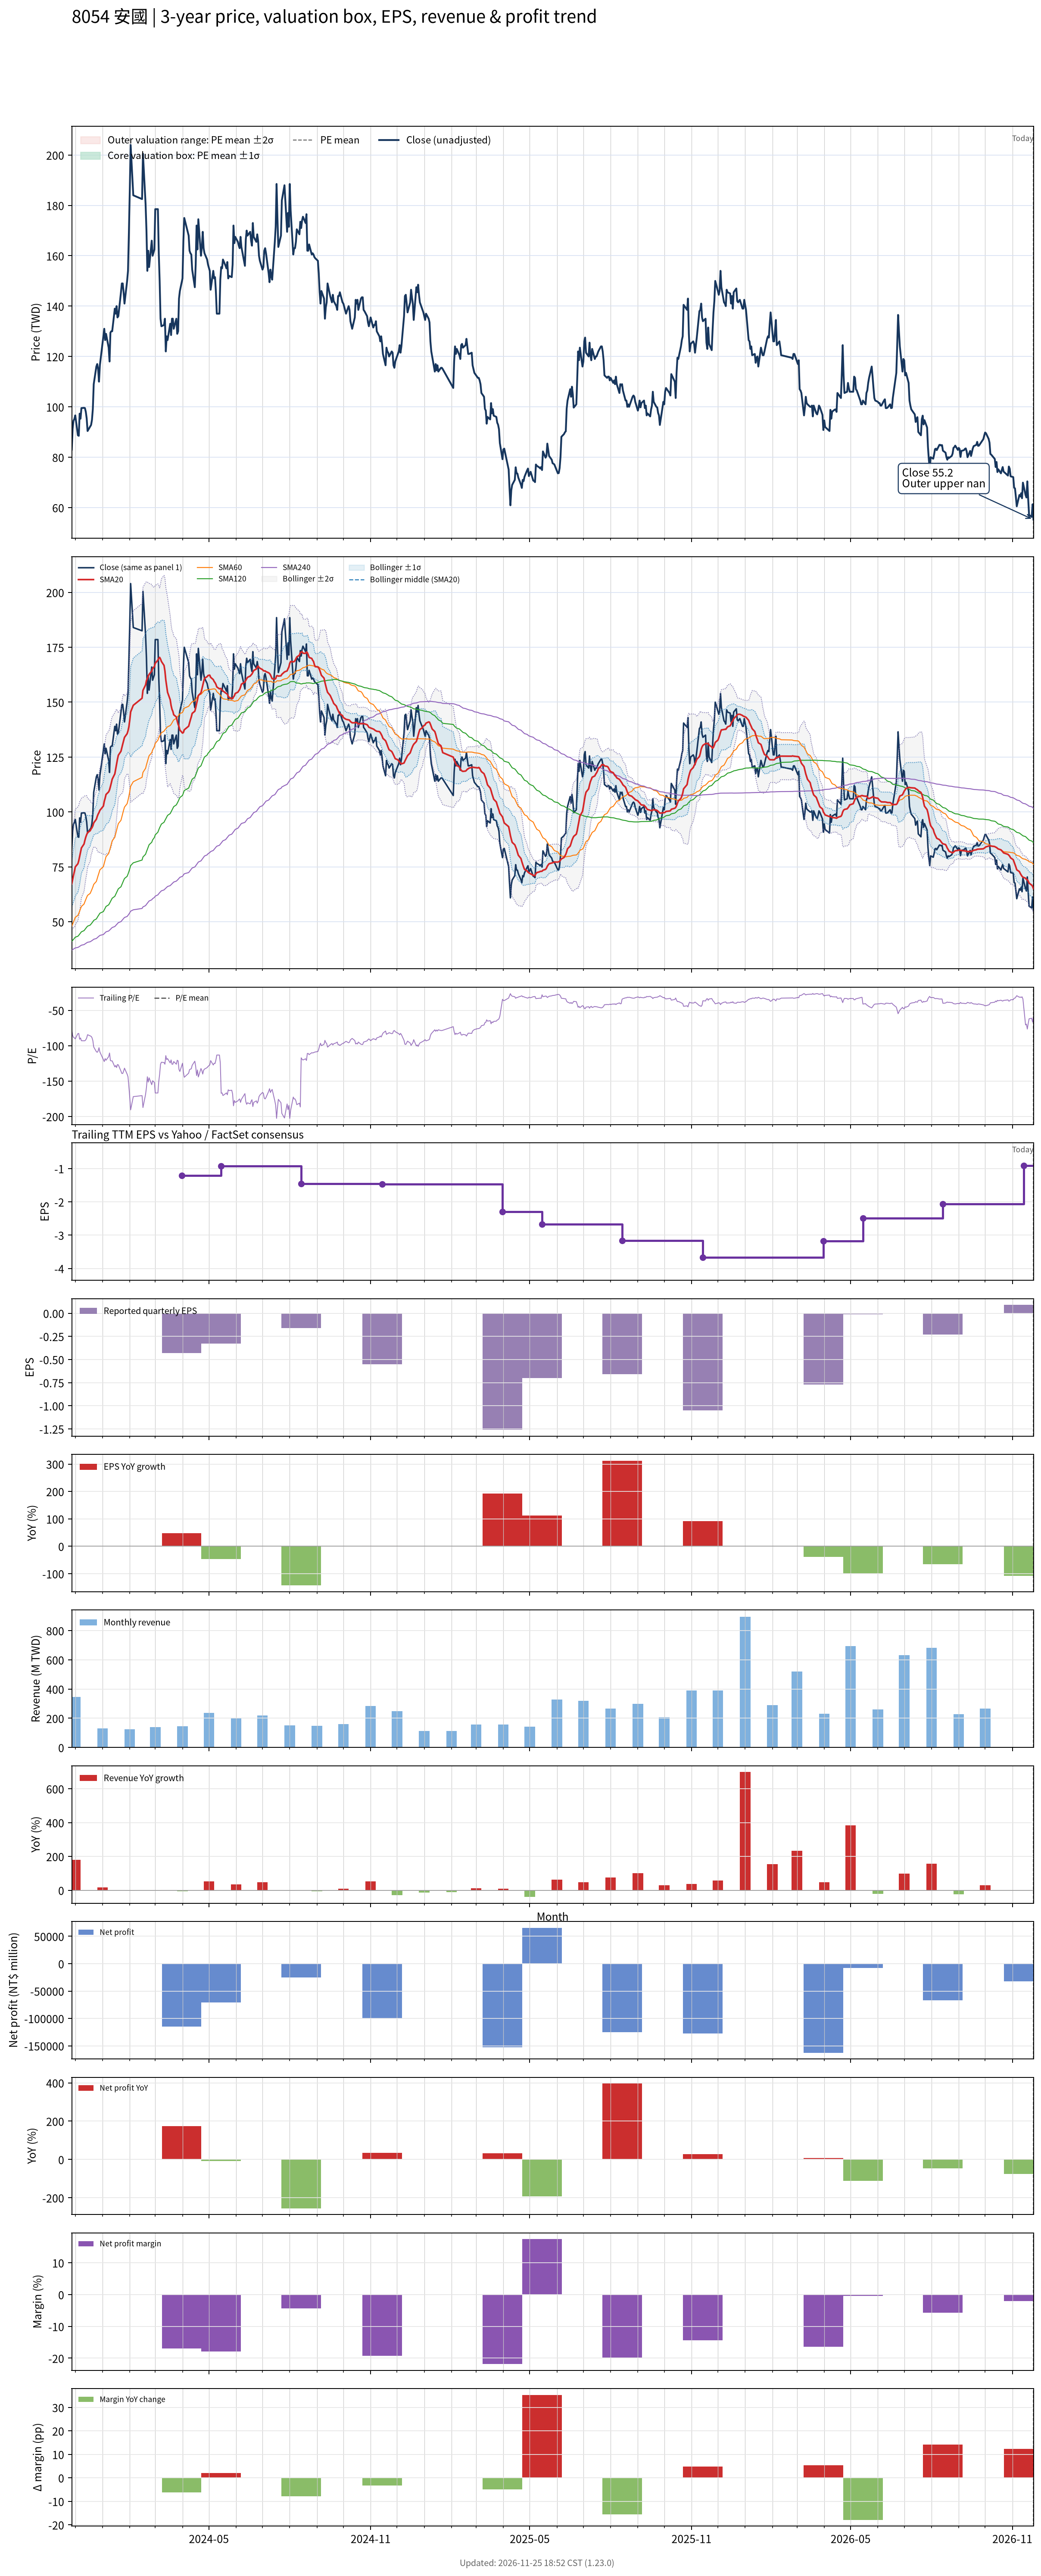 8054 安國 | 3-year price, valuation box, EPS, revenue & profit trend
Outer valuation range: PE mean ±2σ
PE mean
Close (unadjusted)
Core valuation box: PE mean ±1σ
Today
200
180
160
140
120
100
80
60
Price (TWD)
Close 55.2
Outer upper nan
Close (same as panel 1)
SMA60
SMA240
Bollinger ±1σ
SMA20
SMA120
Bollinger ±2σ
Bollinger middle (SMA20)
200
175
150
125
100
75
50
Price
Trailing P/E
P/E mean
-50
-100
-150
-200
P/E
Trailing TTM EPS vs Yahoo / FactSet consensus
Today
-1
-2
-3
-4
EPS
Reported quarterly EPS
0.00
-0.25
-0.50
-0.75
-1.00
-1.25
EPS
EPS YoY growth
300
200
100
0
-100
YoY (%)
Monthly revenue
800
600
400
200
0
Revenue (M TWD)
Revenue YoY growth
600
400
200
0
YoY (%)
Month
Net profit
50000
0
-50000
-100000
-150000
Net profit (NT$ million)
Net profit YoY
400
200
0
-200
YoY (%)
Net profit margin
10
0
-10
-20
Margin (%)
Margin YoY change
30
20
10
0
-10
-20
Δ margin (pp)
2024-05
2024-11
2025-05
2025-11
2026-05
2026-11
Updated: 2026-11-25 18:52 CST (1.23.0)